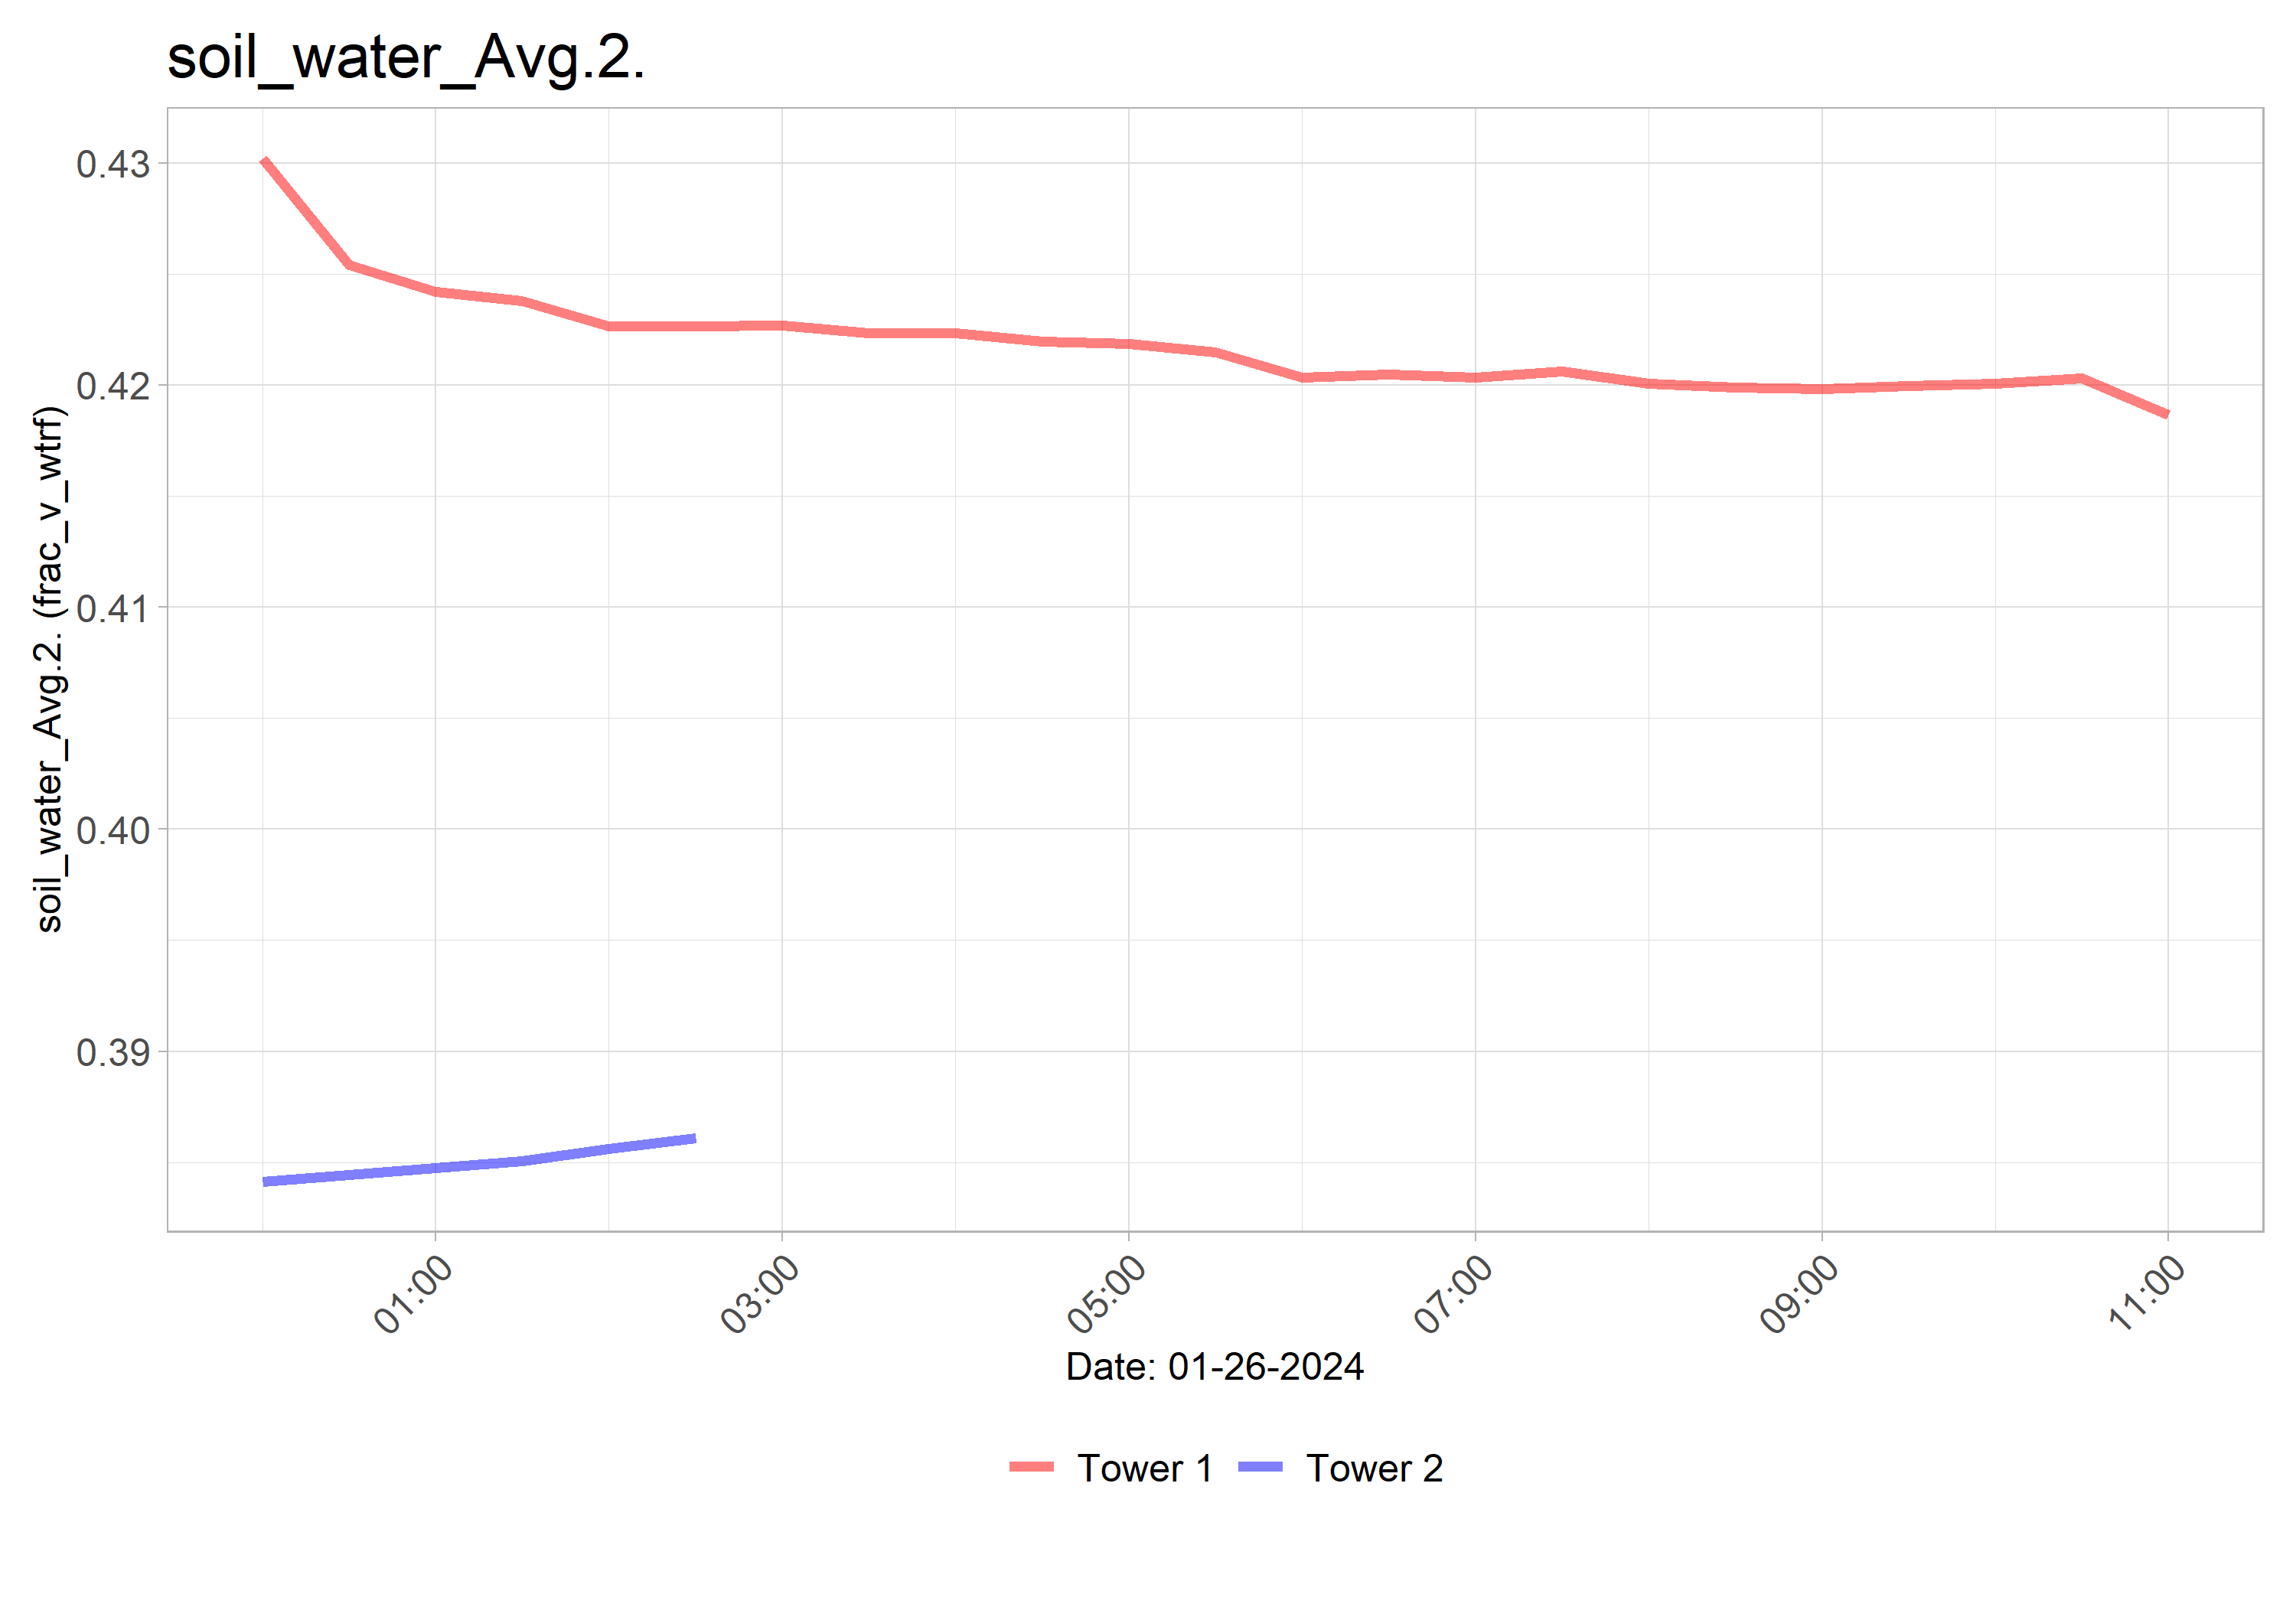 soil_water_Avg.2.
soil_water_Avg.2. (frac_v_wtrf)
0.43
0.42
0.41
0.40
0.39
01:00
03:00
05:00
07:00
09:00
11:00
Date: 01-26-2024
Tower 1
Tower 2